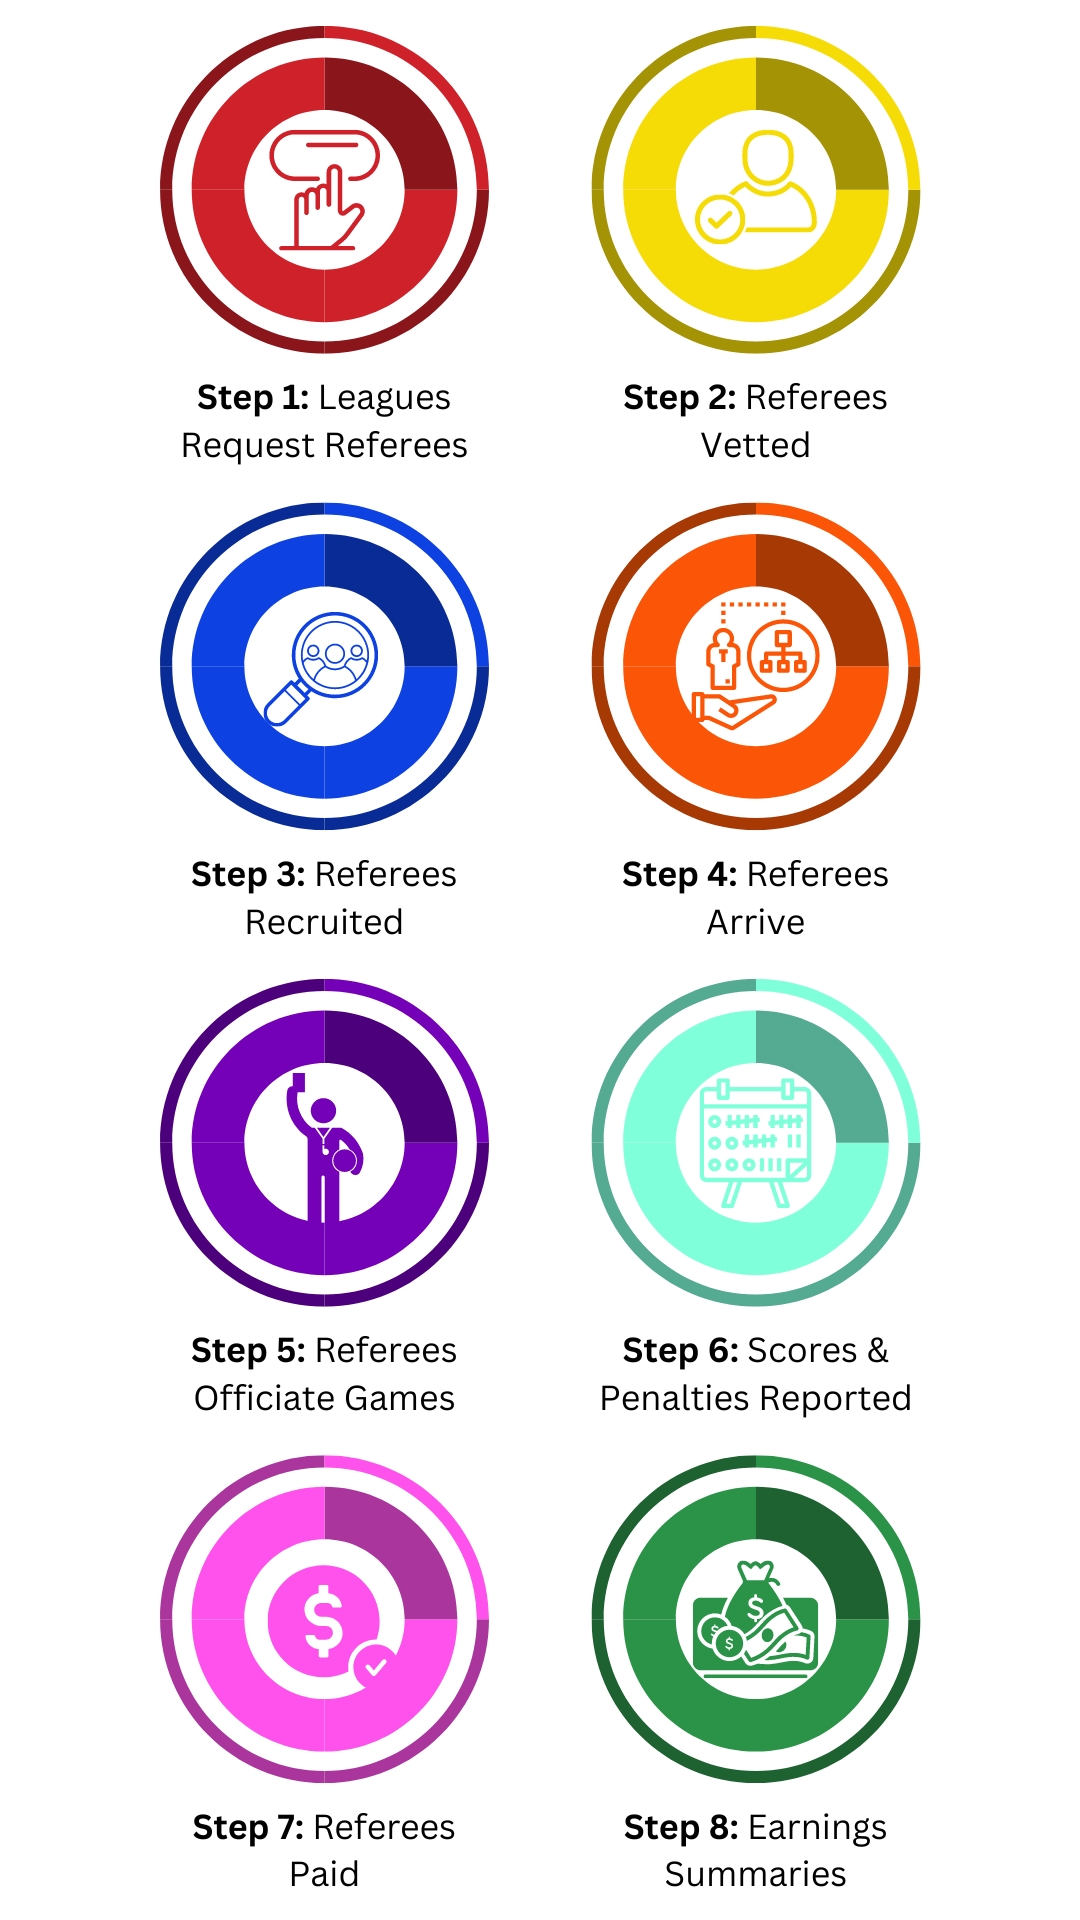 Step 1: Leagues
Request Referees
Step 2: Referees
Vetted
Step 3: Referees
Recruited
Step 4: Referees
Arrive
Step 5: Referees
Officiate Games
Step 6: Scores &
Penalties Reported
$
Step 7: Referees
Paid
$
$
$
Step 8: Earnings
Summaries